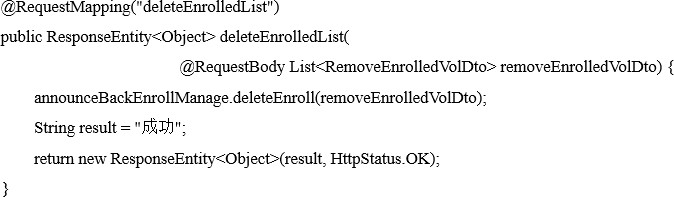 @RequestMapping("deleteEnrolledList")
public ResponseEntity<Object> deleteEnrolledList(
@RequestBody List<RemoveEnrolledVolDto> removeEnrolledVolDto) {
announceBackEnrollManage.deleteEnroll(removeEnrolledVolDto);
String result = "成功";
return new ResponseEntity<Object>(result, HttpStatus.OK);
}